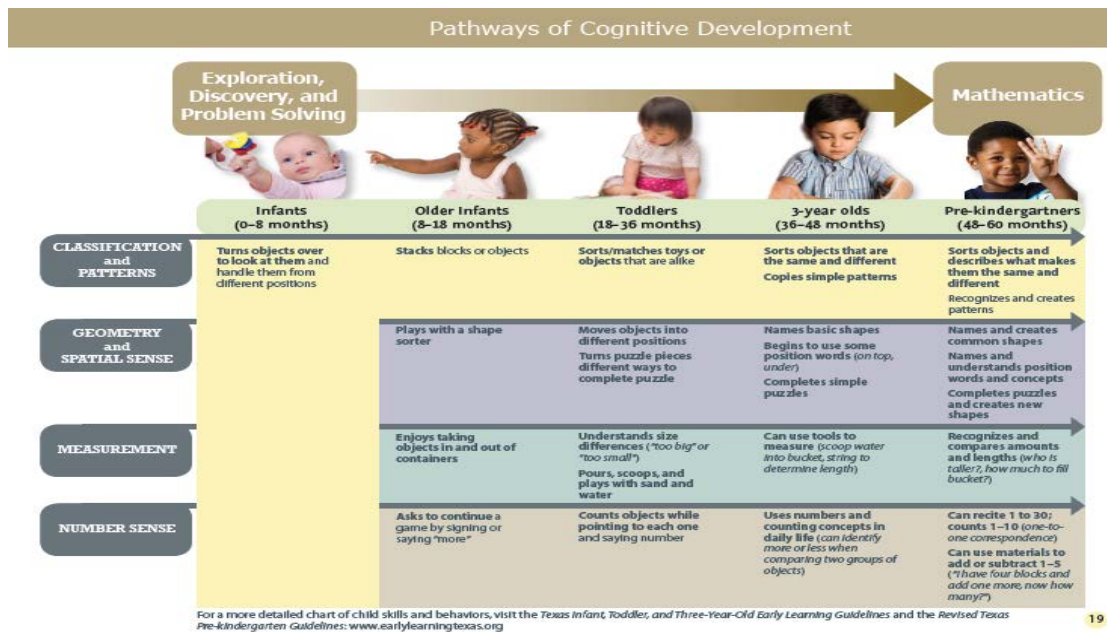 Pathways of Cognitive Development
Exploration,
Discovery, and
Problem Solving
Mathematics
Infants
(0–8 months)
Older Infants
(8–18 months)
Toddlers
(18–36 months)
3-year olds
(36–48 months)
Pre-kindergartners
(48–60 months)
CLASSIFICATION
and
PATTERNS
Turns objects over
to look at them and
handle them from
different positions
Stacks blocks or objects
Sorts/matches toys or
objects that are alike
Sorts objects that are
the same and different
Copies simple patterns
Sorts objects and
describes what makes
them the same and
different
Recognizes and creates
patterns
GEOMETRY
and
SPATIAL SENSE
Plays with a shape
sorter
Moves objects into
different positions
Turns puzzle pieces
different ways to
complete puzzle
Names basic shapes
Begins to use some
position words (on top,
under)
Completes simple
puzzles
Names and creates
common shapes
Names and
understands position
words and concepts
Completes puzzles
and creates new
shapes
MEASUREMENT
Enjoys taking
objects in and out of
containers
Understands size
differences ("too big" or
"too small")
Pours, scoops, and
plays with sand and
water
Can use tools to
measure (scoop water
into bucket, string to
determine length)
Recognizes and
compares amounts
and lengths (who is
taller?, how much to fill
bucket?)
NUMBER SENSE
Asks to continue a
game by signing or
saying "more"
Counts objects while
pointing to each one
and saying number
Uses numbers and
counting concepts in
daily life (can identify
more or less when
comparing two groups of
objects)
Can recite 1 to 30;
counts 1–10 (one-to-
one correspondence)
Can use materials to
add or subtract 1–5
("I have four blocks and
add one more, now how
many?")
For a more detailed chart of child skills and behaviors, visit the Texas Infant, Toddler, and Three-Year-Old Early Learning Guidelines and the Revised Texas
Pre-kindergarten Guidelines: www.earlylearningtexas.org
19